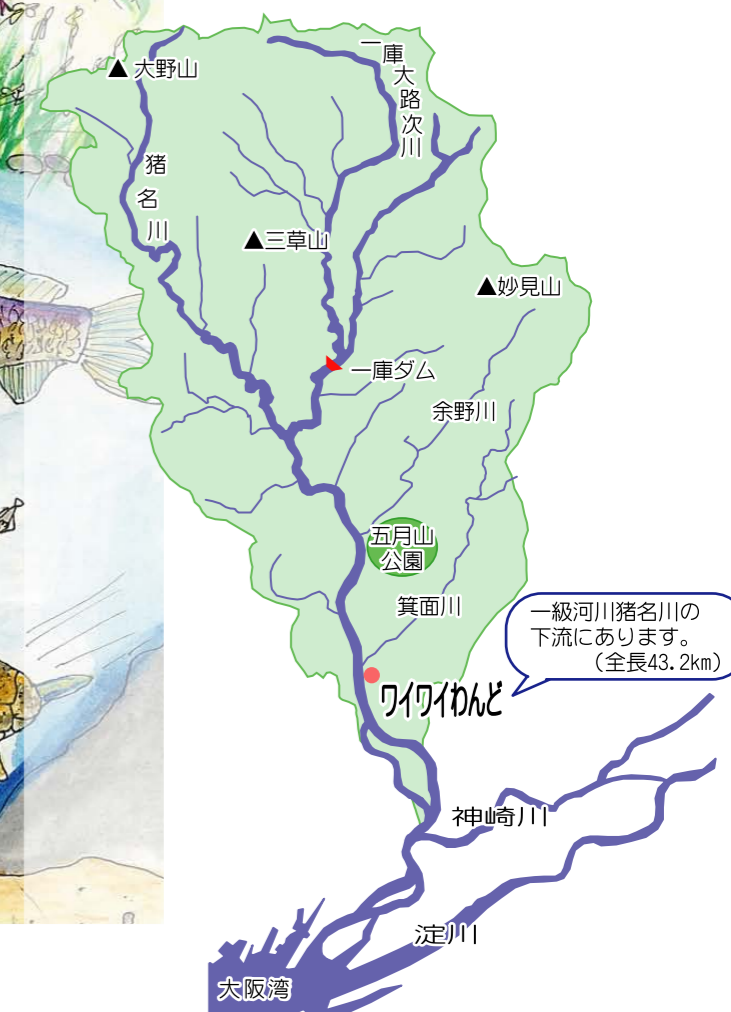 一庫大路次川
▲大野山
猪名川
▲三草山
▲妙見山
一庫ダム
余野川
五月山
公園
箕面川
一級河川猪名川の
下流にあります。
（全長43.2km）
ワイワイわんど
神崎川
淀川
大阪湾